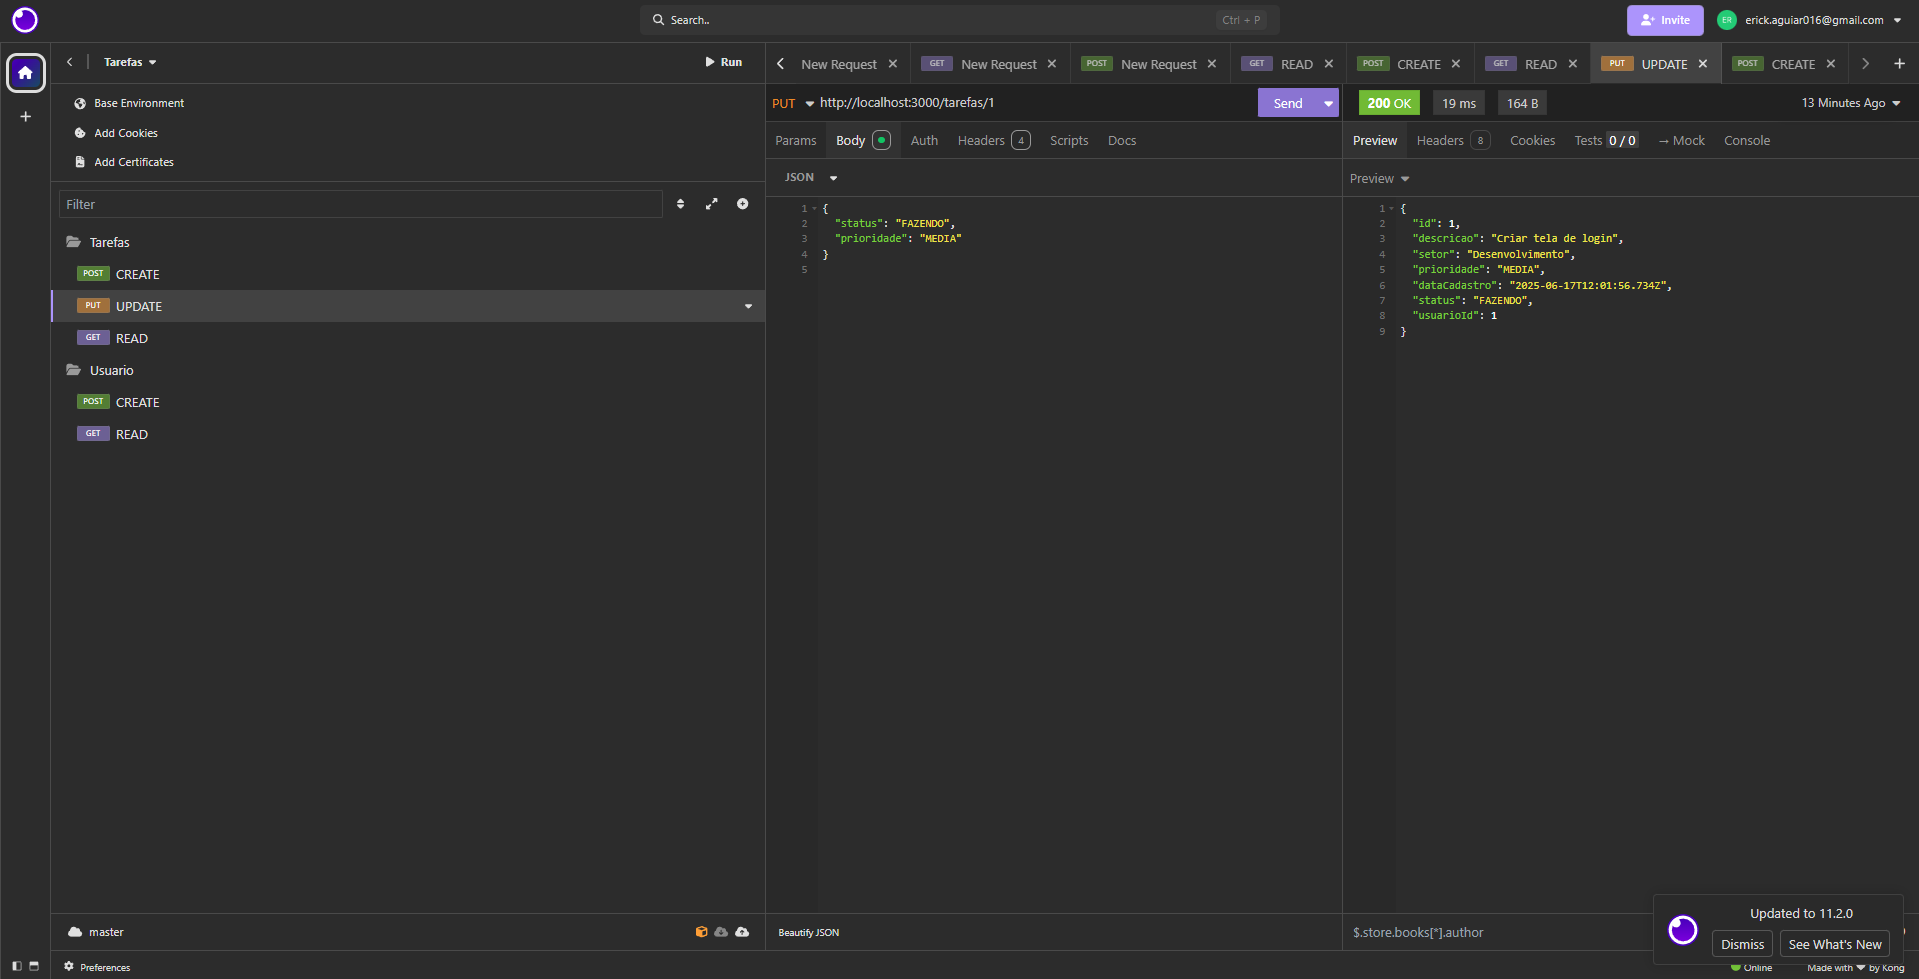 Search..
Ctrl + P
Invite
ER
erick.aguiar016@gmail.com
Tarefas
Run
Base Environment
Add Cookies
Add Certificates
Filter
Tarefas
POST CREATE
PUT UPDATE
GET READ
Usuario
POST CREATE
GET READ
master
Preferences
New Request
GET New Request
POST New Request
GET READ
POST CREATE
GET READ
PUT UPDATE
POST CREATE
PUT http://localhost:3000/tarefas/1
Send
Params Body Auth Headers 4 Scripts Docs
JSON
1 {
2 "status": "FAZENDO",
3 "prioridade": "MEDIA"
4 }
5
Beautify JSON
200 OK 19 ms 164 B
13 Minutes Ago
Preview Headers 8 Cookies Tests 0 / 0 → Mock Console
Preview
1 {
2 "id": 1,
3 "descricao": "Criar tela de login",
4 "setor": "Desenvolvimento",
5 "prioridade": "MEDIA",
6 "dataCadastro": "2025-06-17T12:01:56.734Z",
7 "status": "FAZENDO",
8 "usuarioId": 1
9 }
$.store.books[*].author
Updated to 11.2.0
Dismiss
See What's New
Online
Made with ❤ by Kong